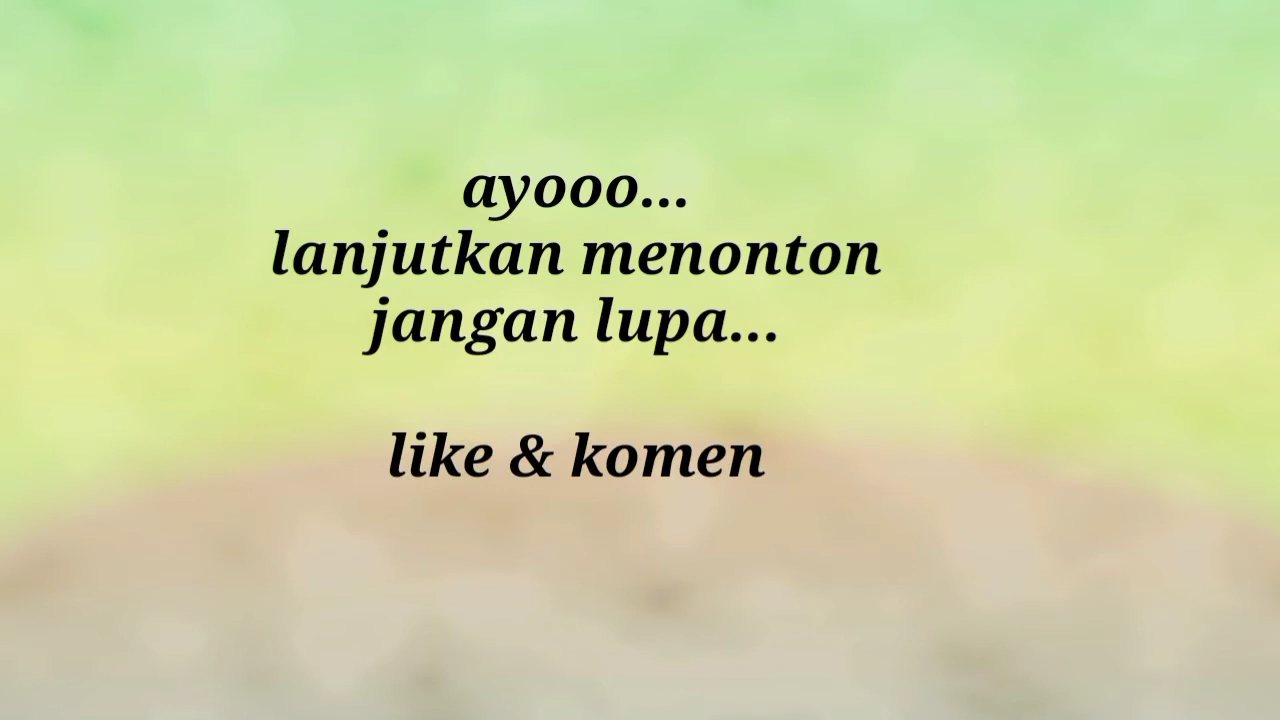 ayooo...
lanjutkan menonton
jangan lupa...
like & komen